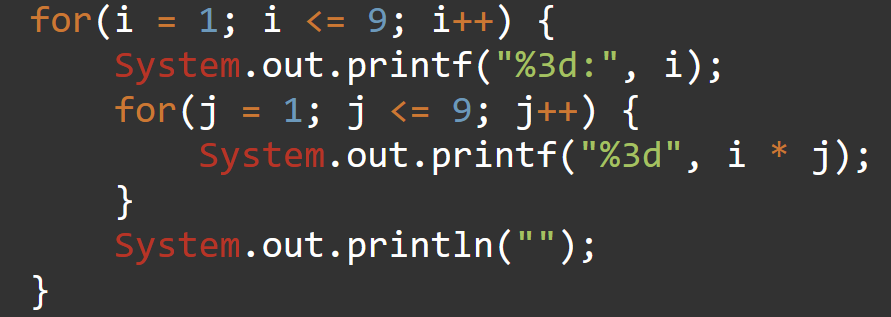 for(i = 1; i <= 9; i++) {
    System.out.printf("%3d:", i);
    for(j = 1; j <= 9; j++) {
        System.out.printf("%3d", i * j);
    }
    System.out.println("");
}